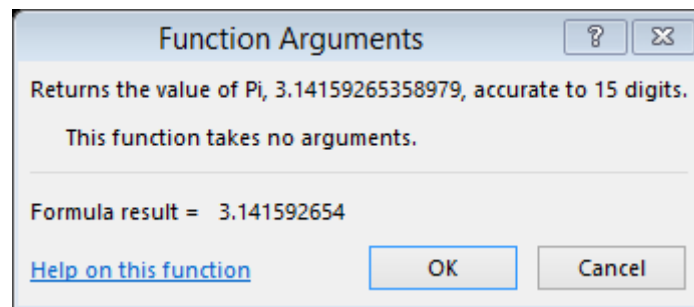 Function Arguments
Returns the value of Pi, 3.14159265358979, accurate to 15 digits.
This function takes no arguments.
Formula result = 3.141592654
Help on this function OK Cancel